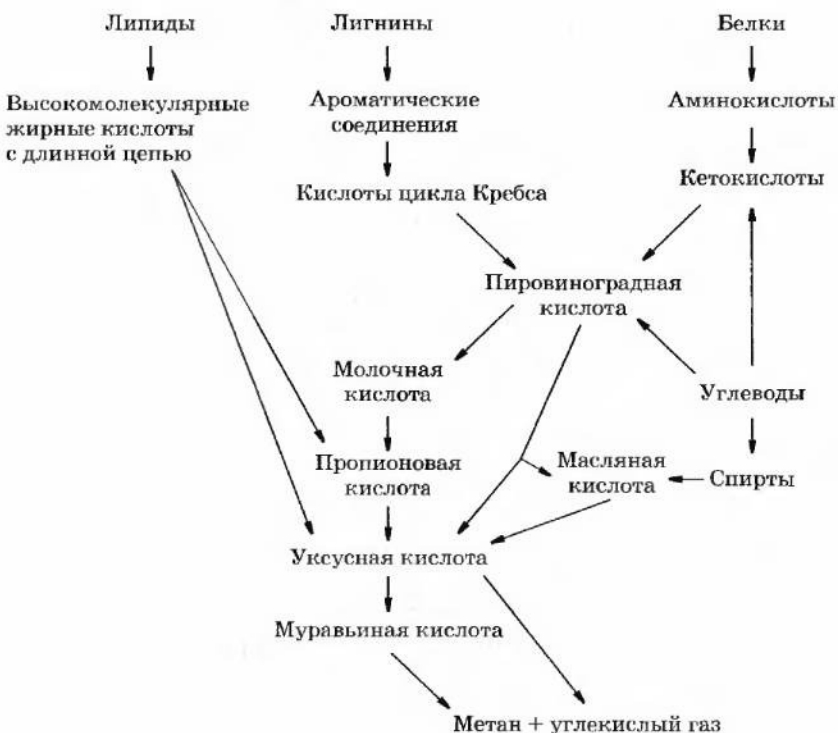 Липиды
Лигнины
Белки
Высокомолекулярные
жирные кислоты
с длинной цепью
Ароматические
соединения
Аминокислоты
Кислоты цикла Кребса
Кетокислоты
Пировиноградная
кислота
Молочная
кислота
Углеводы
Пропионовая
кислота
Масляная
кислота
Спирты
Уксусная кислота
Муравьиная кислота
Метан + углекислый газ